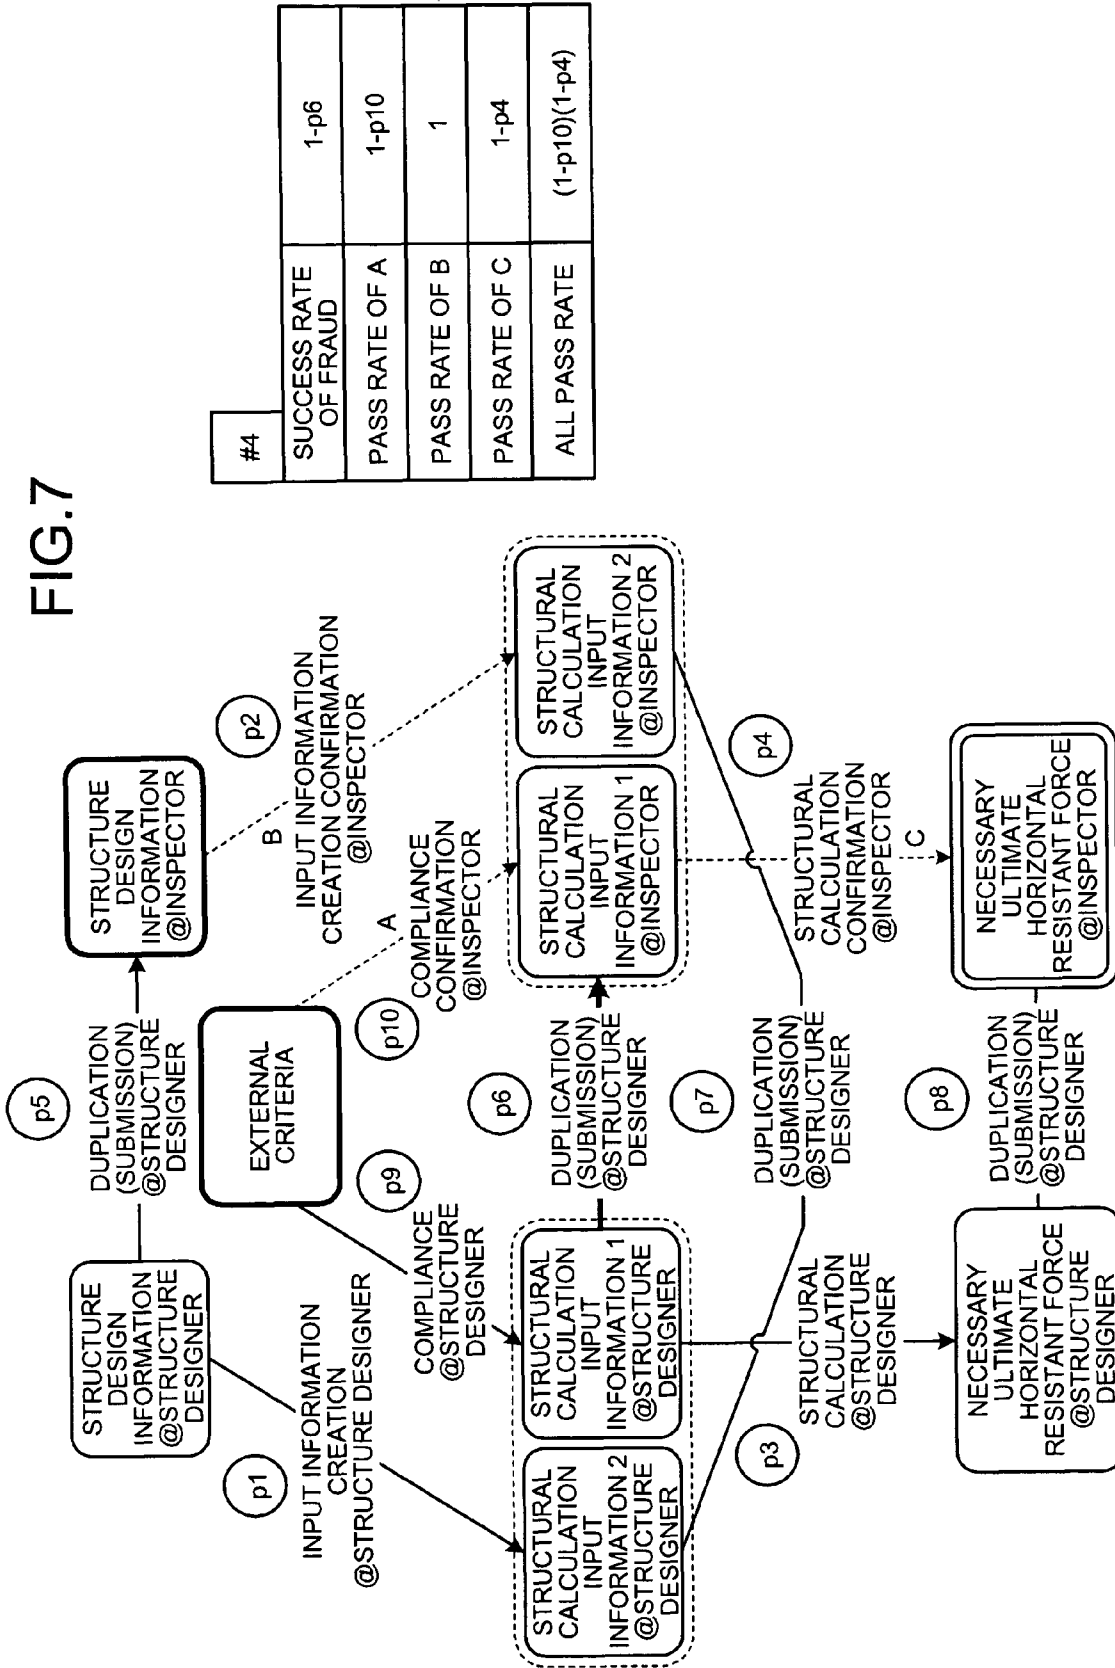 FIG.7
STRUCTURE
DESIGN
INFORMATION
@STRUCTURE
DESIGNER
p5
DUPLICATION
(SUBMISSION)
@STRUCTURE
DESIGNER
STRUCTURE
DESIGN
INFORMATION
@INSPECTOR
p1
INPUT INFORMATION
CREATION
@STRUCTURE DESIGNER
EXTERNAL
CRITERIA
p2
B
INPUT INFORMATION
CREATION CONFIRMATION
@INSPECTOR
p9
COMPLIANCE
@STRUCTURE
DESIGNER
p10
A
COMPLIANCE
CONFIRMATION
@INSPECTOR
STRUCTURAL
CALCULATION
INPUT
INFORMATION 2
@STRUCTURE
DESIGNER
STRUCTURAL
CALCULATION
INPUT
INFORMATION 1
@STRUCTURE
DESIGNER
p6
DUPLICATION
(SUBMISSION)
@STRUCTURE
DESIGNER
STRUCTURAL
CALCULATION
INPUT
INFORMATION 1
@INSPECTOR
STRUCTURAL
CALCULATION
INPUT
INFORMATION 2
@INSPECTOR
p3
STRUCTURAL
CALCULATION
@STRUCTURE
DESIGNER
p7
DUPLICATION
(SUBMISSION)
@STRUCTURE
DESIGNER
p4
STRUCTURAL
CALCULATION
CONFIRMATION
@INSPECTOR
C
NECESSARY
ULTIMATE
HORIZONTAL
RESISTANT FORCE
@STRUCTURE
DESIGNER
p8
DUPLICATION
(SUBMISSION)
@STRUCTURE
DESIGNER
NECESSARY
ULTIMATE
HORIZONTAL
RESISTANT FORCE
@INSPECTOR
#4
SUCCESS RATE
OF FRAUD
1-p6
PASS RATE OF A
1-p10
PASS RATE OF B
1
PASS RATE OF C
1-p4
ALL PASS RATE
(1-p10)(1-p4)